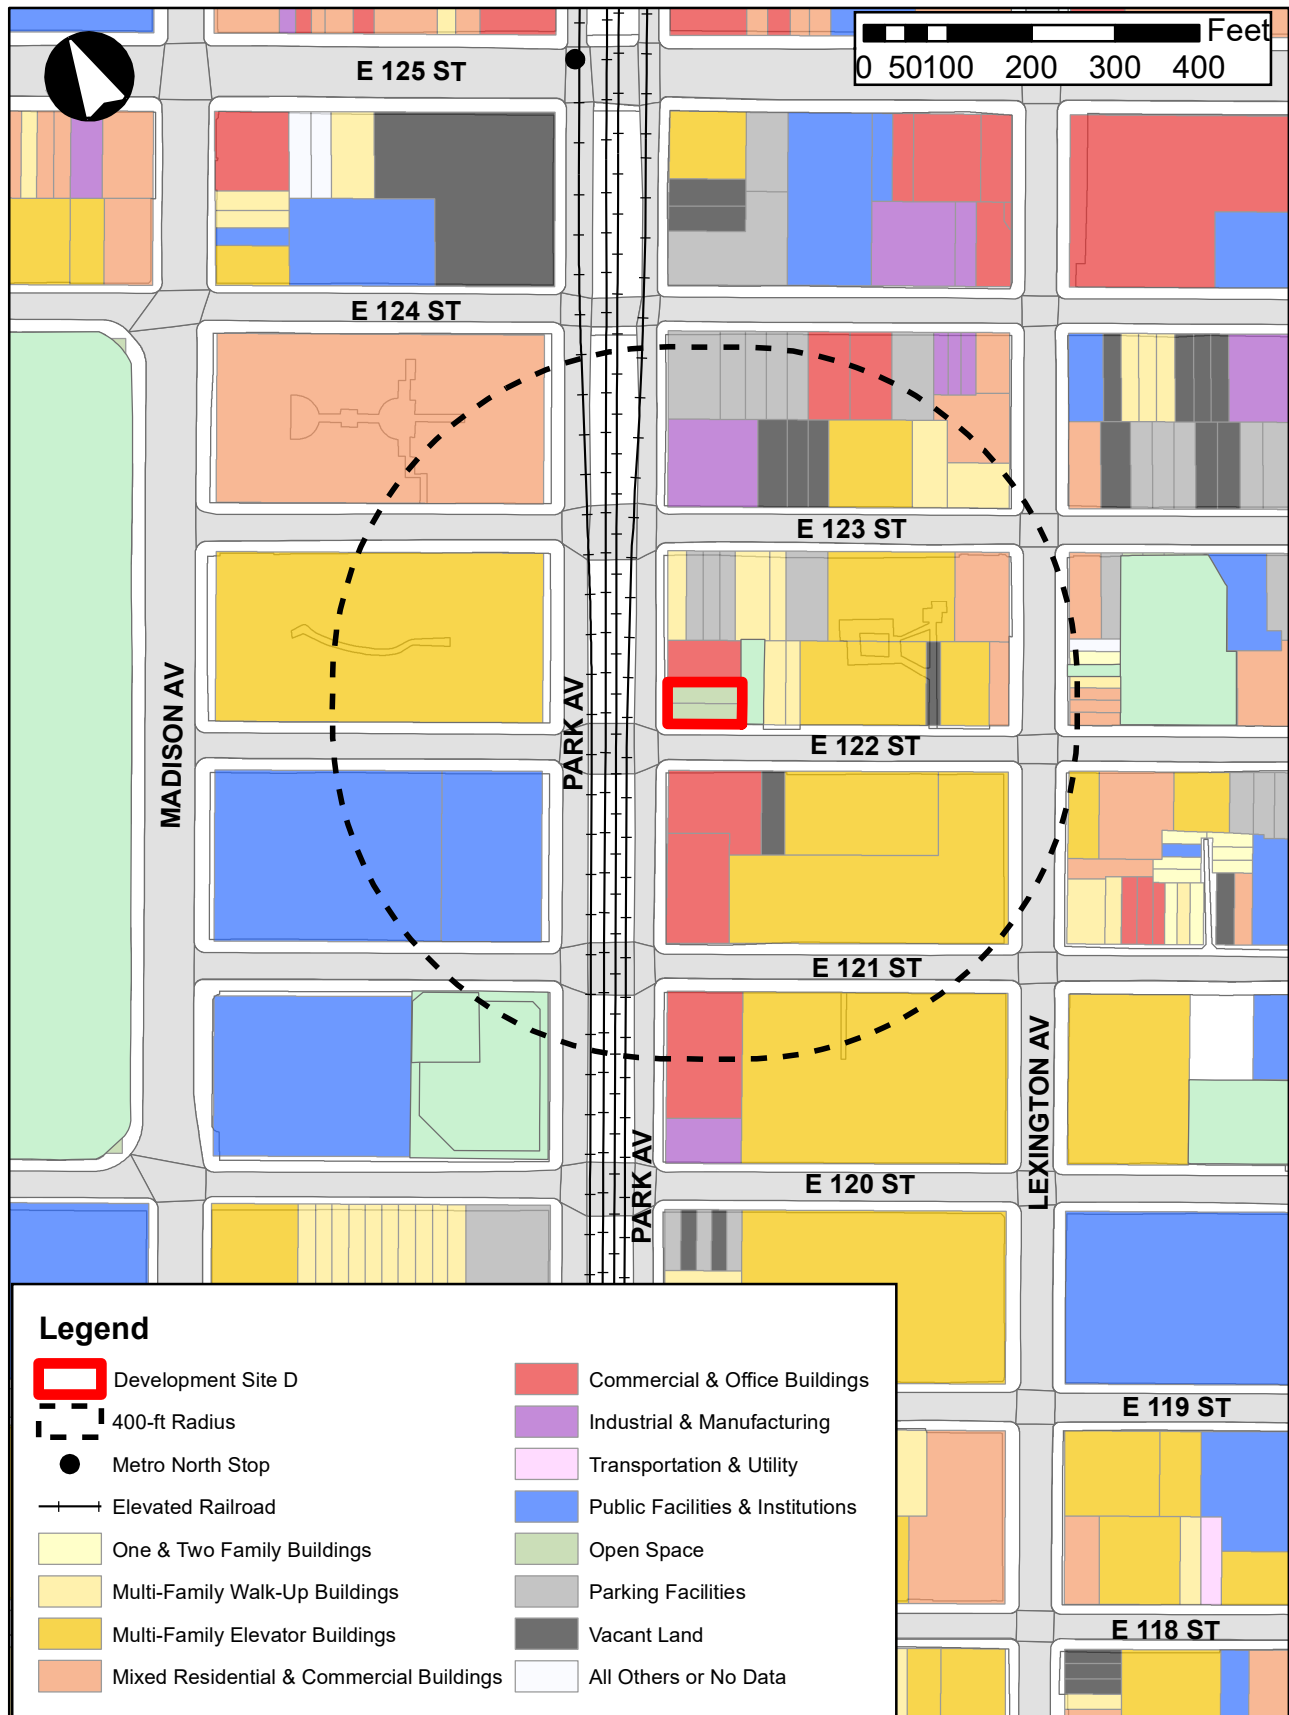 Feet
0 50 100 200 300 400
E 125 ST
E 124 ST
E 123 ST
MADISON AV
PARK AV
E 122 ST
E 121 ST
LEXINGTON AV
PARK AV
E 120 ST
Legend
Development Site D
400-ft Radius
Metro North Stop
Elevated Railroad
One & Two Family Buildings
Multi-Family Walk-Up Buildings
Multi-Family Elevator Buildings
Mixed Residential & Commercial Buildings
Commercial & Office Buildings
Industrial & Manufacturing
Transportation & Utility
Public Facilities & Institutions
Open Space
Parking Facilities
Vacant Land
All Others or No Data
E 119 ST
E 118 ST